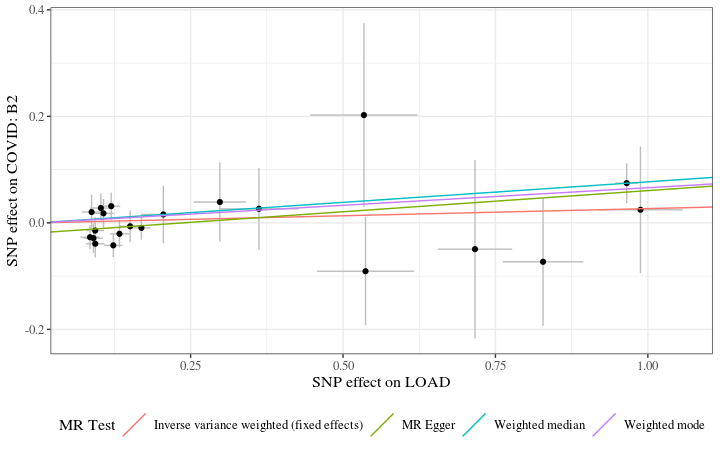 0.4
0.2
0.0
-0.2
SNP effect on COVID: B2
0.25 0.50 0.75 1.00
SNP effect on LOAD
MR Test Inverse variance weighted (fixed effects) MR Egger Weighted median Weighted mode